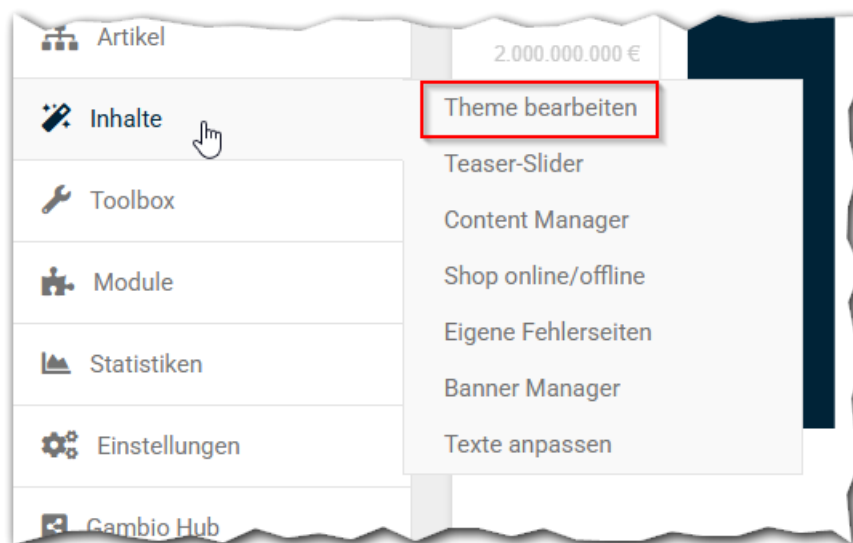 Artikel
2.000.000.000 €
Inhalte
Theme bearbeiten
Teaser-Slider
Toolbox
Content Manager
Module
Shop online/offline
Eigene Fehlerseiten
Statistiken
Banner Manager
Einstellungen
Texte anpassen
Gambio Hub